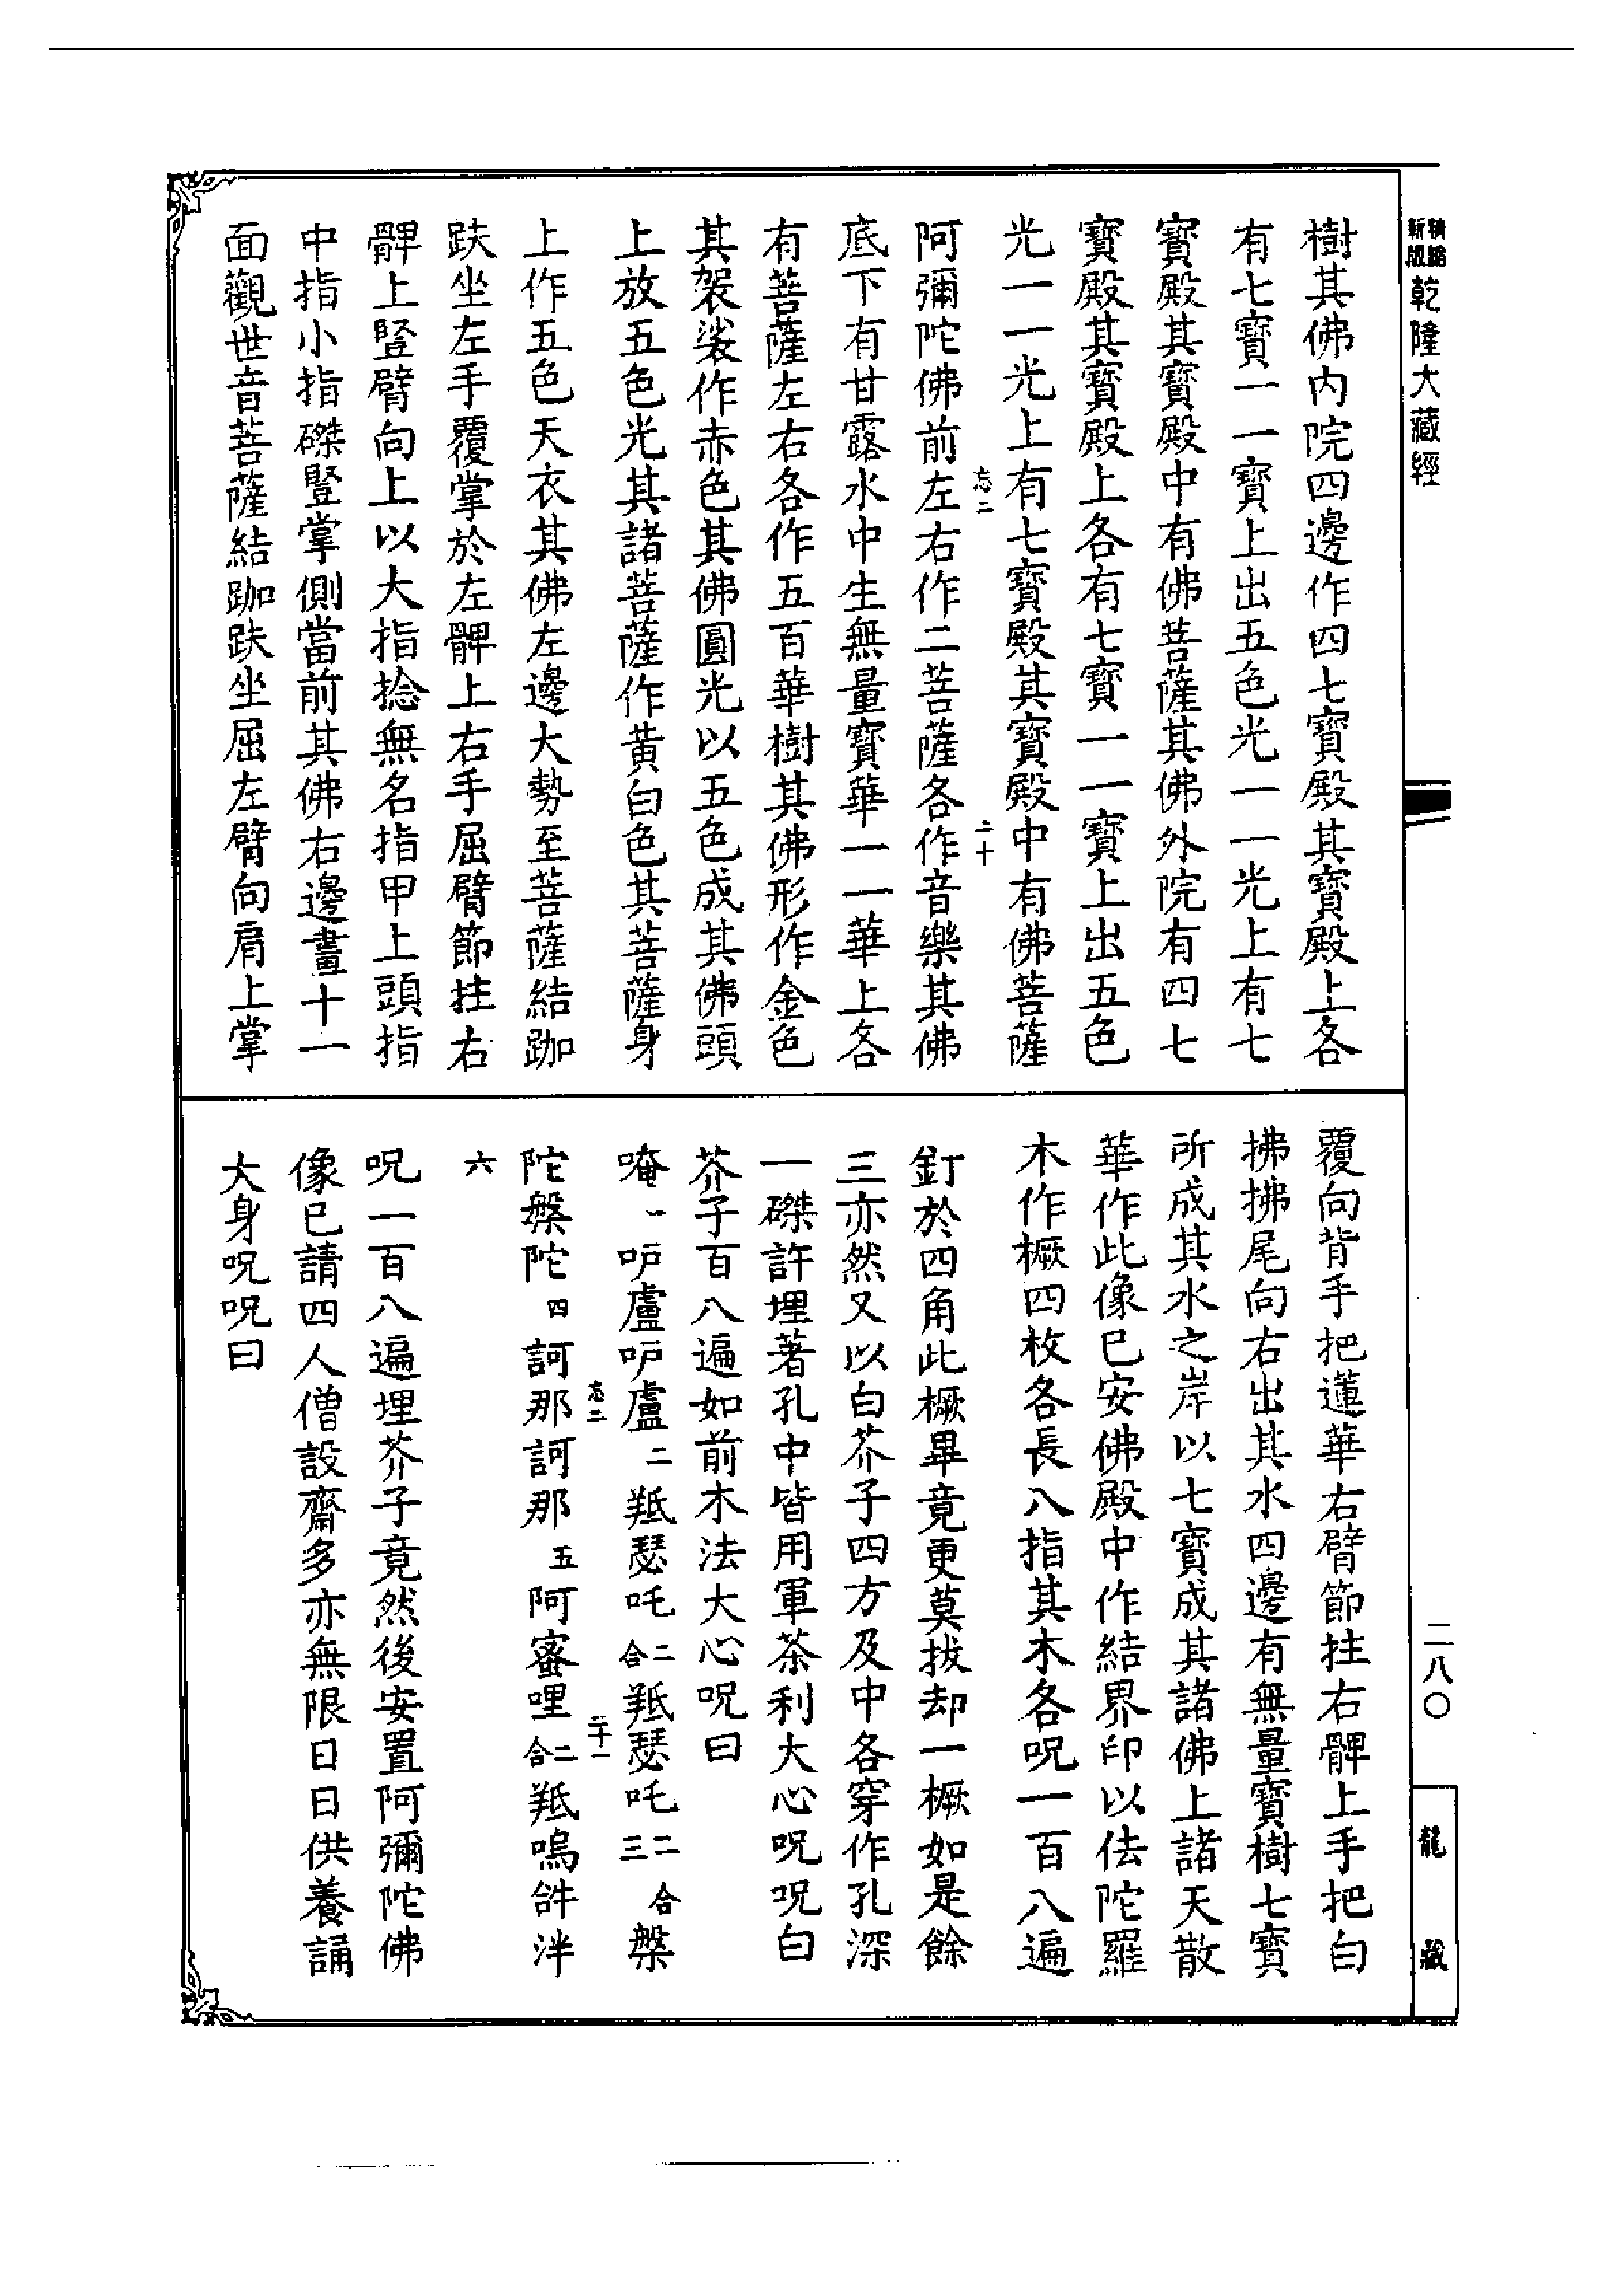 精縮新版 乾隆大藏經
樹其佛內院四邊作四七寶殿其寶殿上各
有七寶一一寶上出五色光一一光上有七
寶殿其寶殿中有佛菩薩其佛外院有四七
寶殿其寶殿上各有七寶一一寶上出五色
光一一光上有七寶殿其寶殿中有佛菩薩
忘二 二十
阿彌陀佛前左右作二菩薩各作音樂其佛
底下有甘露水中生無量寶華一一華上各
有菩薩左右各作五百華樹其佛形作金色
其袈裟作赤色其佛圓光以五色成其佛頭
上放五色光其諸菩薩作黃白色其菩薩身
上作五色天衣其佛左邊大勢至菩薩結跏
趺坐左手覆掌於左髀上右手屈臂節拄右
髀上豎臂向上以大指捻無名指甲上頭指
中指小指磔豎掌側當前其佛右邊畫十一
面觀世音菩薩結跏趺坐屈左臂向肩上掌
覆向背手把蓮華右臂節拄右髀上手把白
拂拂尾向右出其水四邊有無量寶樹七寶
所成其水之岸以七寶成其諸佛上諸天散
華作此像已安佛殿中作結界印以佉陀羅
木作橛四枚各長八指其木各呪一百八遍
釘於四角此橛畢竟更莫拔却一橛如是餘
三亦然又以白芥子四方及中各穿作孔深
一磔許埋著孔中皆用軍荼利大心呪呪白
芥子百八遍如前木法大心呪曰
唵一呼盧呼盧二羝瑟吒二合羝瑟吒二合三槃
忘二 二十一
陀槃陀四訶那訶那五阿蜜哩二合羝嗚𤙖泮
六
呪一百八遍埋芥子竟然後安置阿彌陀佛
像已請四人僧設齋多亦無限日日供養誦
大身呪呪曰
二八〇
龍藏